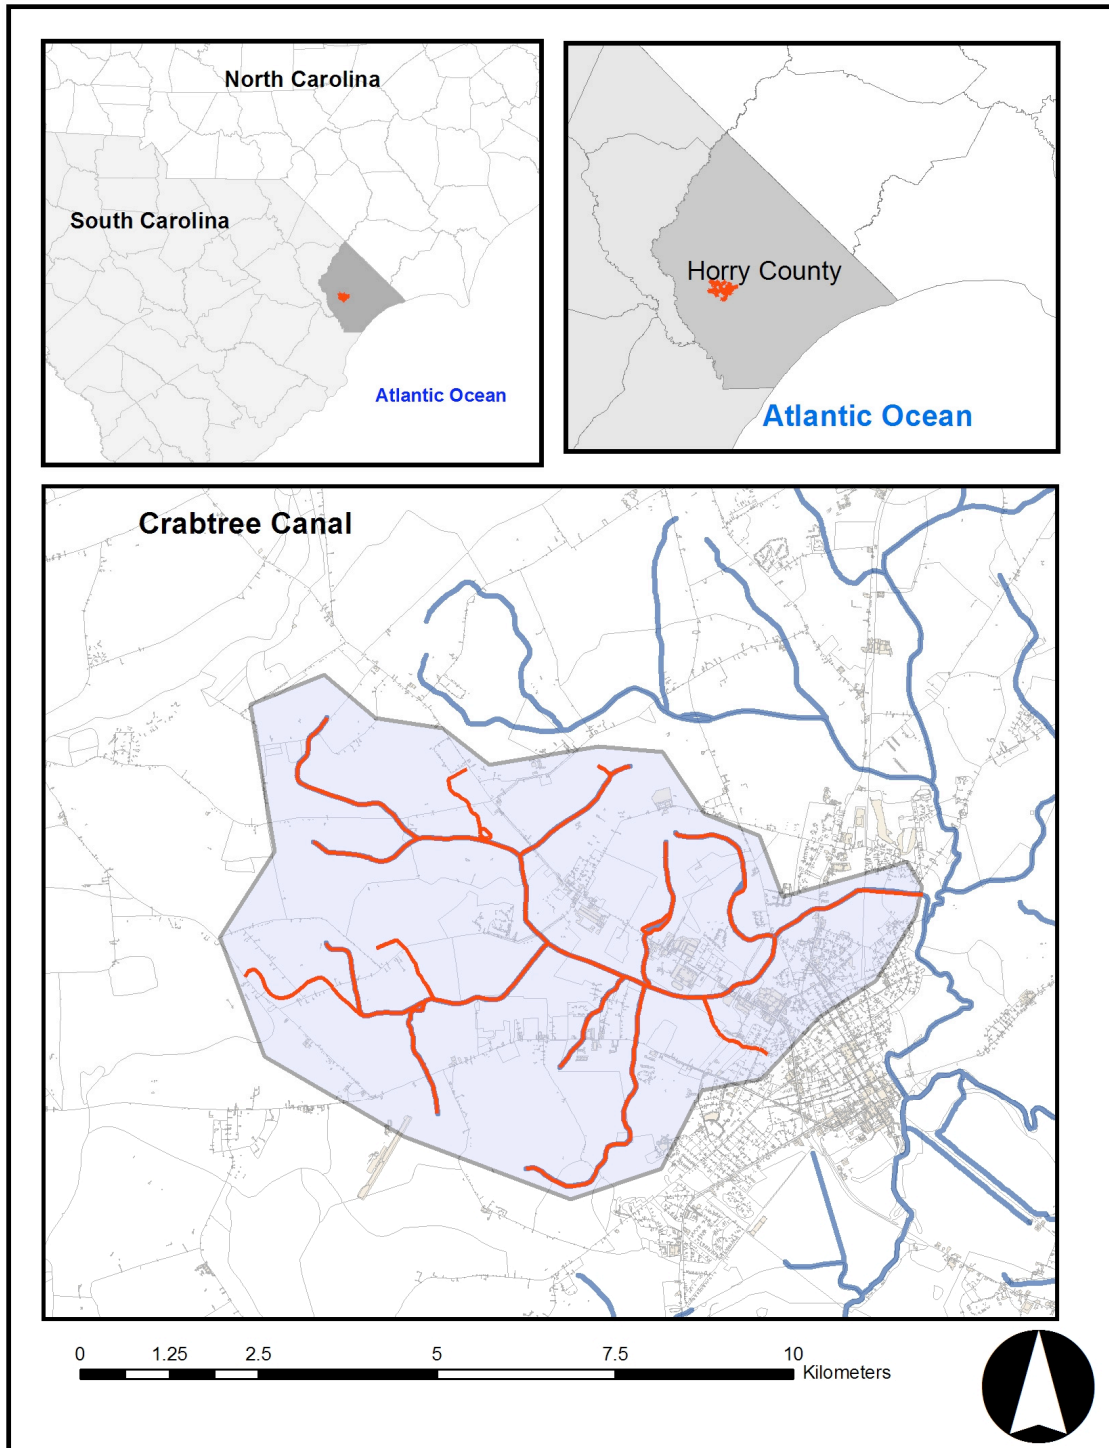 North Carolina
South Carolina
Atlantic Ocean
Horry County
Atlantic Ocean
Crabtree Canal
0 1.25 2.5 5 7.5 10
Kilometers